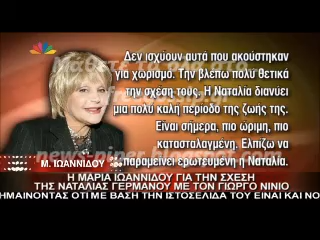 Δεν ισχύουν αυτά που ακούστηκαν
για χωρισμό. Την βλέπω πολύ θετικά
την σχέση τους. Η Ναταλία διανύει
μια πολύ καλή περίοδο της ζωής της.
Είναι σήμερα, πιο ώριμη, πιο
κατασταλαγμένη. Ελπίζω να
παραμείνει ερωτευμένη η Ναταλία.
Μ. ΙΩΑΝΝΙΔΟΥ
Η ΜΑΡΙΑ ΙΩΑΝΝΙΔΟΥ ΓΙΑ ΤΗΝ ΣΧΕΣΗ
ΤΗΣ ΝΑΤΑΛΙΑΣ ΓΕΡΜΑΝΟΥ ΜΕ ΤΟΝ ΓΙΩΡΓΟ ΝΙΝΙΟ
ΗΜΑΙΝΟΝΤΑΣ ΟΤΙ ΜΕ ΒΑΣΗ ΤΗΝ ΙΣΤΟΣΕΛΙΔΑ ΤΟΥ ΕΙΝΑΙ ΚΑΙ ΝΟ